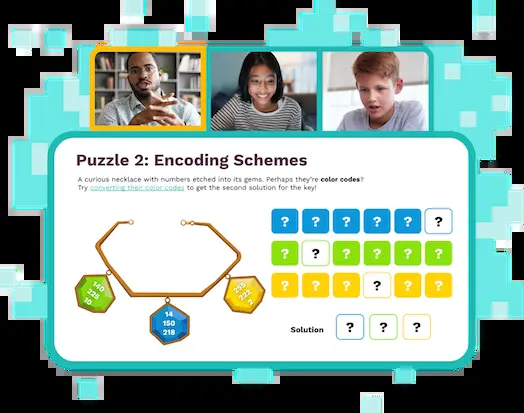 Puzzle 2: Encoding Schemes
A curious necklace with numbers etched into its gems. Perhaps they're color codes?
Try converting their color codes to get the second solution for the key!
? ? ? ? ? ?
? ? ? ? ? ?
? ? ? ? ? ?
140
225
10
255
222
2
14
150
218
Solution ? ? ?